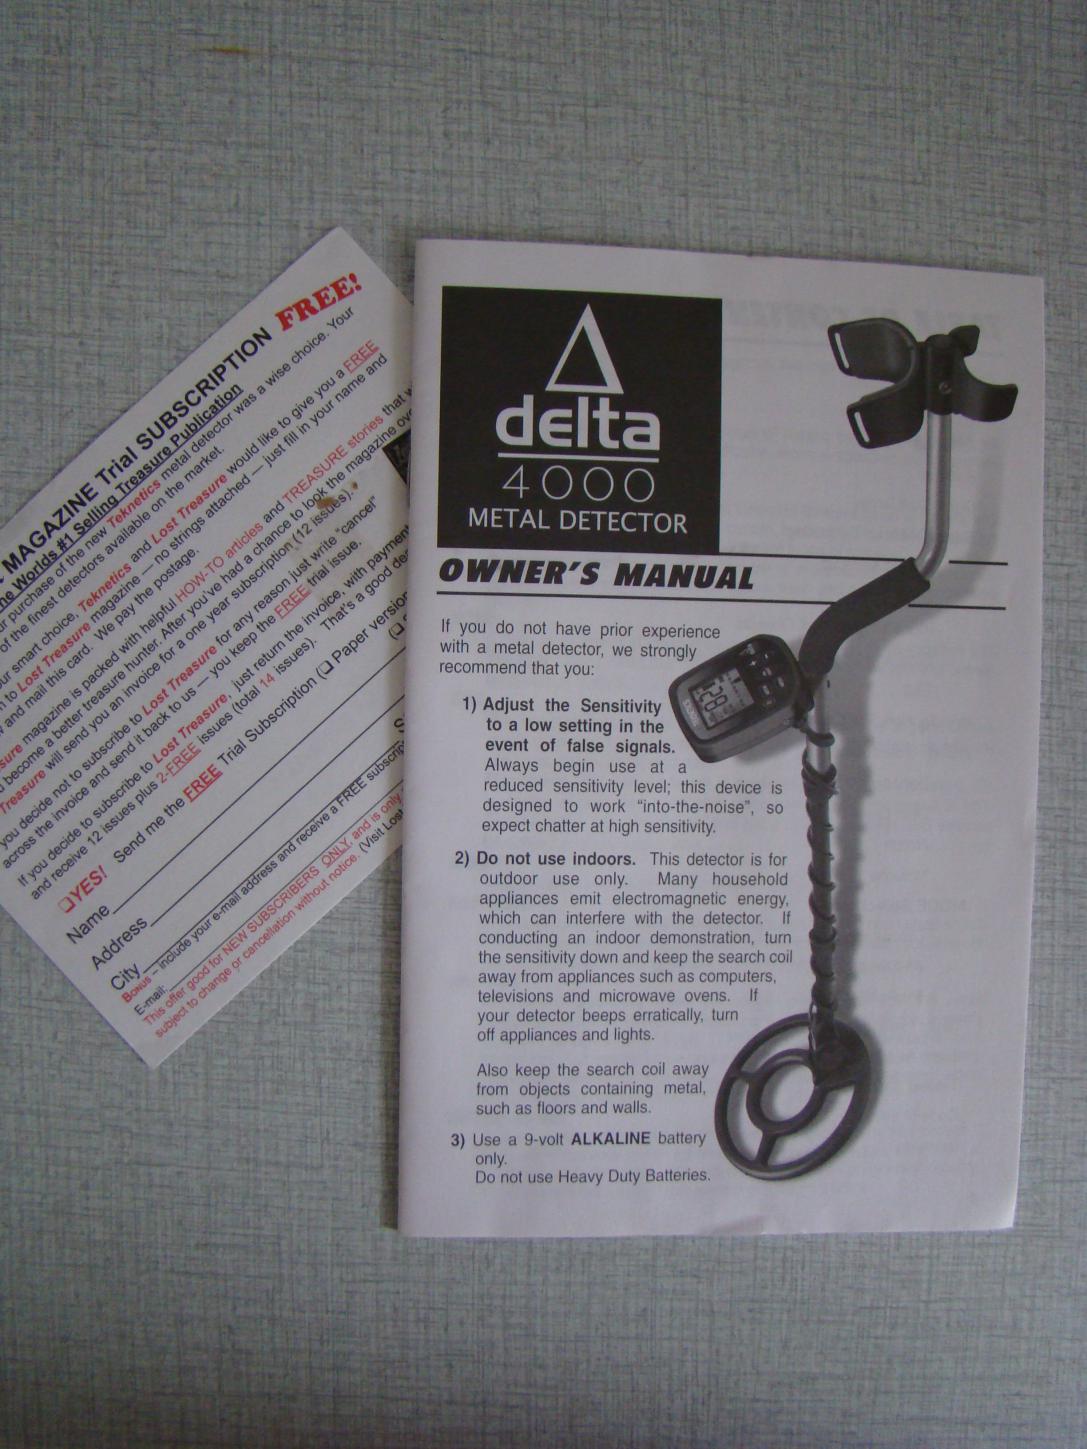 MAGAZINE Trial SUBSCRIPTION FREE!
Worlds #1 Selling Treasure Publication
purchase of the new Teknetics metal detector was a wise choice. Your
of the finest detectors available on the market.
smart choice, Teknetics and Lost Treasure would like to give you a FREE
to Lost Treasure magazine — no strings attached — just fill in your name and
and mail this card. We pay the postage.
magazine is packed with helpful HOW-TO articles and TREASURE stories that
become a better treasure hunter. After you've had a chance to look the magazine
Treasure will send you an invoice for a one year subscription (12 issues).
you decide not to subscribe to Lost Treasure for any reason just write "cancel"
across the invoice and send it back to us — you keep the FREE trial issue.
If you decide to subscribe to Lost Treasure, just return the invoice, with payment
and receive 12 issues plus 2-FREE issues (total 14 issues). That's a good
❏YES! Send me the FREE Trial Subscription (❏ Paper version
Name
Address
City
Bonus – include your e-mail address and receive a FREE
E-mail:
This offer good for NEW SUBSCRIBERS ONLY, and is only
subject to change or cancellation without notice. (Visit
delta
4000
METAL DETECTOR
OWNER'S MANUAL
If you do not have prior experience
with a metal detector, we strongly
recommend that you:
1) Adjust the Sensitivity
to a low setting in the
event of false signals.
Always begin use at a
reduced sensitivity level; this device is
designed to work “into-the-noise”, so
expect chatter at high sensitivity.
2) Do not use indoors. This detector is for
outdoor use only. Many household
appliances emit electromagnetic energy,
which can interfere with the detector. If
conducting an indoor demonstration, turn
the sensitivity down and keep the search coil
away from appliances such as computers,
televisions and microwave ovens. If
your detector beeps erratically, turn
off appliances and lights.
Also keep the search coil away
from objects containing metal,
such as floors and walls.
3) Use a 9-volt ALKALINE battery
only.
Do not use Heavy Duty Batteries.